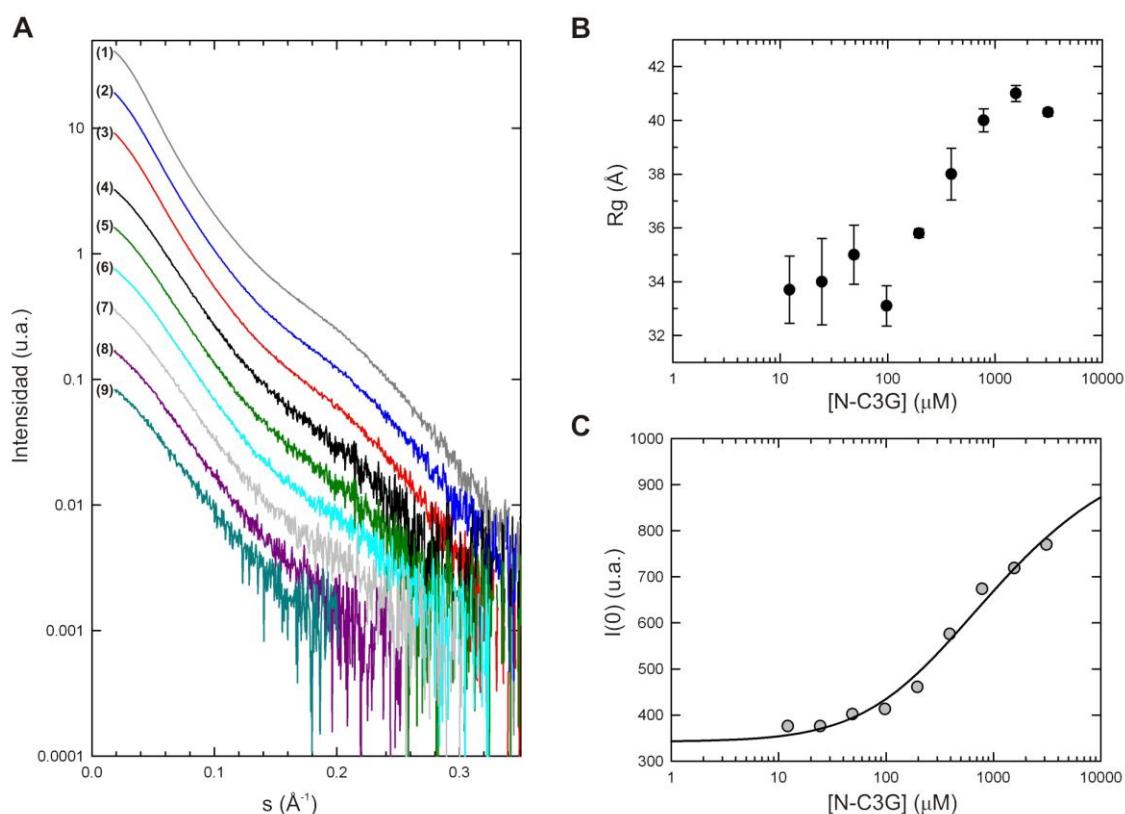 A
Intensidad (u.a.)
10
1
0.1
0.01
0.001
0.0001
(1)
(2)
(3)
(4)
(5)
(6)
(7)
(8)
(9)
0.0 0.1 0.2 0.3
s (Å⁻¹)
B
Rg (Å)
42
40
38
36
34
32
1 10 100 1000 10000
[N-C3G] (μM)
C
I(0) (u.a.)
1000
900
800
700
600
500
400
300
1 10 100 1000 10000
[N-C3G] (μM)